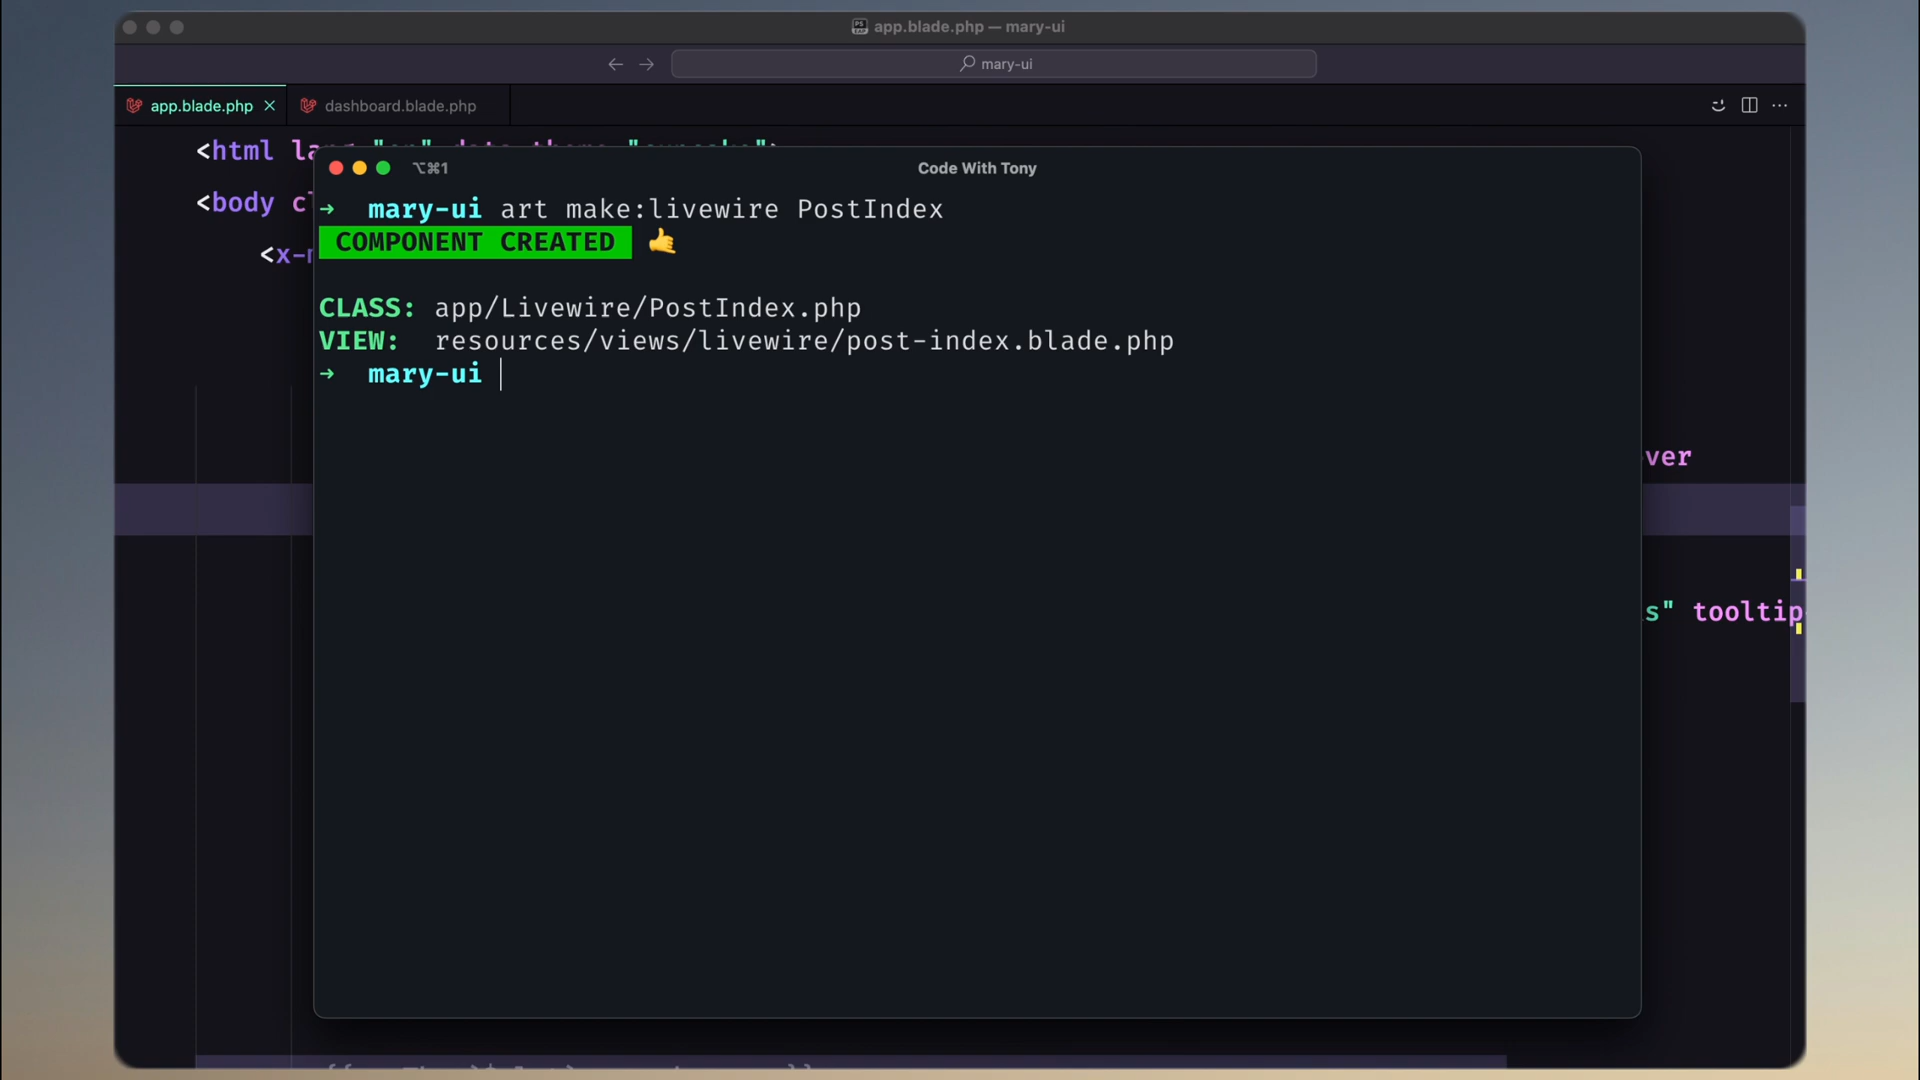 app.blade.php — mary-ui
mary-ui
app.blade.php
dashboard.blade.php
<html
<body
⌥⌘1
Code With Tony
→ mary-ui art make:livewire PostIndex
COMPONENT CREATED 🤙
CLASS: app/Livewire/PostIndex.php
VIEW: resources/views/livewire/post-index.blade.php
→ mary-ui
s" tooltip